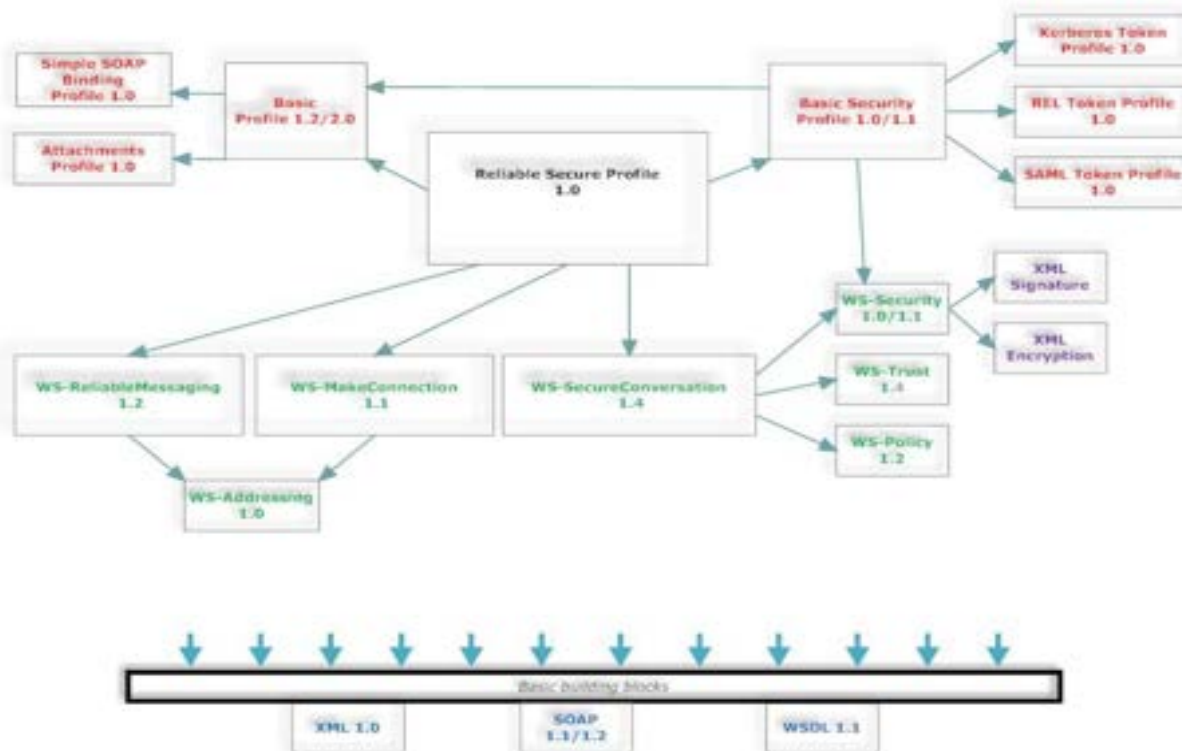 Kerberos Token
Profile 1.0
Simple SOAP
Binding
Profile 1.0
Basic
Profile 1.2/2.0
Basic Security
Profile 1.0/1.1
REL Token Profile
1.0
Attachments
Profile 1.0
Reliable Secure Profile
1.0
SAML Token Profile
1.0
XML
Signature
WS-Security
1.0/1.1
XML
Encryption
WS-ReliableMessaging
1.2
WS-MakeConnection
1.1
WS-SecureConversation
1.4
WS-Trust
1.4
WS-Policy
1.2
WS-Addressing
1.0
Basic building blocks
XML 1.0
SOAP
1.1/1.2
WSDL 1.1